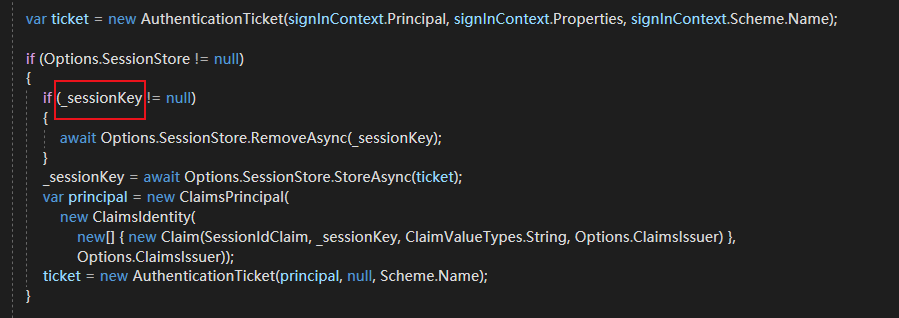 var ticket = new AuthenticationTicket(signInContext.Principal, signInContext.Properties, signInContext.Scheme.Name);
if (Options.SessionStore != null)
{
if (_sessionKey != null)
{
await Options.SessionStore.RemoveAsync(_sessionKey);
}
_sessionKey = await Options.SessionStore.StoreAsync(ticket);
var principal = new ClaimsPrincipal(
new ClaimsIdentity(
new[] { new Claim(SessionIdClaim, _sessionKey, ClaimValueTypes.String, Options.ClaimsIssuer) },
Options.ClaimsIssuer));
ticket = new AuthenticationTicket(principal, null, Scheme.Name);
}